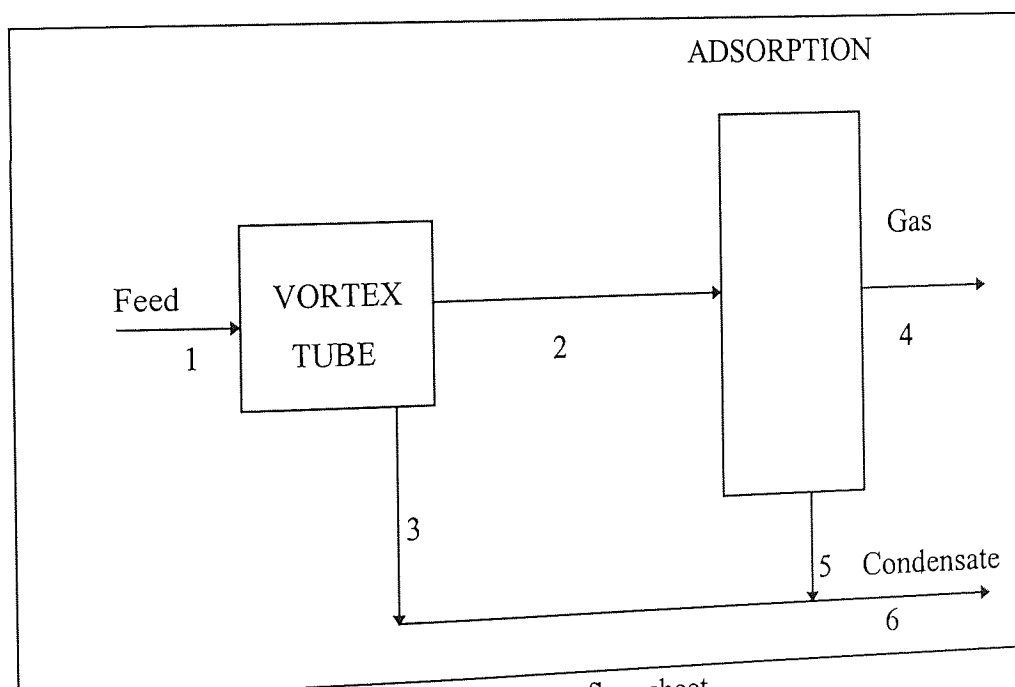 ADSORPTION
Gas
Feed
VORTEX
TUBE
1
2
4
3
5
Condensate
6